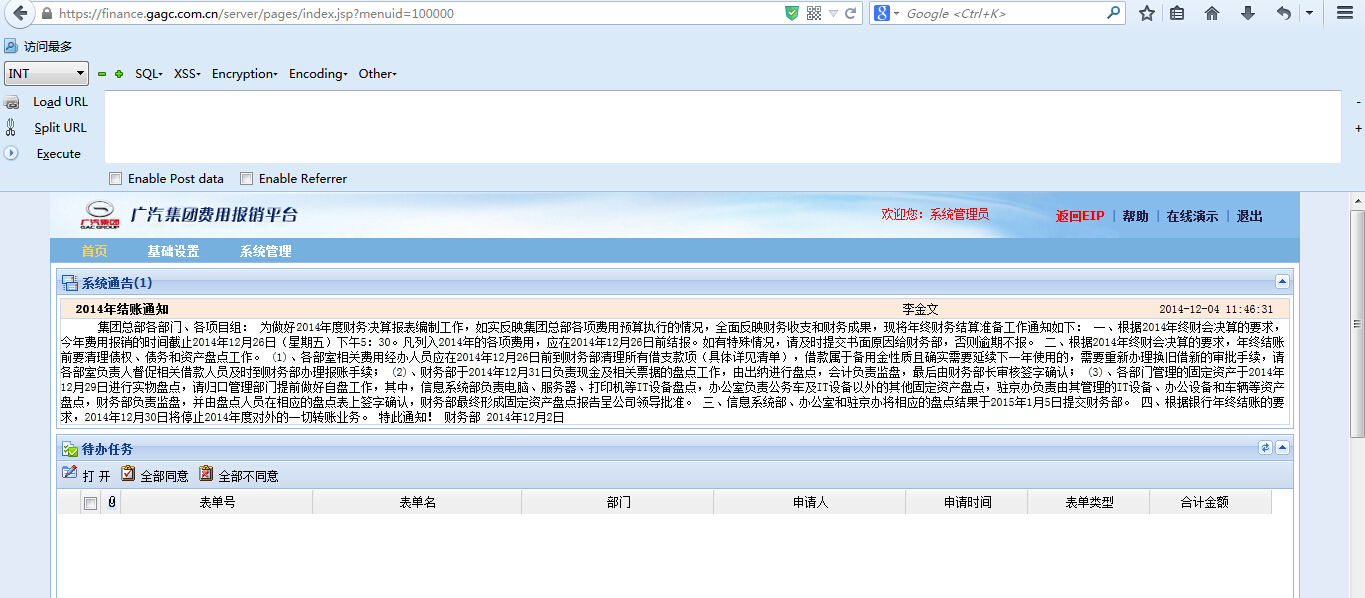 https://finance.gagc.com.cn/server/pages/index.jsp?menuid=100000
Google <Ctrl+K>
访问最多
INT SQL XSS Encryption Encoding Other
Load URL
Split URL
Execute
Enable Post data Enable Referrer
广汽集团 GAC GROUP 广汽集团费用报销平台 欢迎您：系统管理员 返回EIP | 帮助 | 在线演示 | 退出
首页 基础设置 系统管理
系统通告(1)
2014年结账通知 李金文 2014-12-04 11:46:31
集团总部各部门、各项目组： 为做好2014年度财务决算报表编制工作，如实反映集团总部各项费用预算执行的情况，全面反映财务收支和财务成果，现将年终财务结算准备工作通知如下： 一、根据2014年终财会决算的要求，
今年费用报销的时间截止2014年12月26日（星期五）下午5：30。凡列入2014年的各项费用，应在2014年12月26日前结报。如有特殊情况，请及时提交书面原因给财务部，否则逾期不报。 二、根据2014年终财会决算的要求，年终结账
前要清理债权、债务和资产盘点工作。 (1)、各部室相关费用经办人员应在2014年12月26日前到财务部清理所有借支款项（具体详见清单），借款属于备用金性质且确实需要延续下一年使用的，需要重新办理换旧借新的审批手续，请
各部室负责人督促相关借款人员及时到财务部办理报账手续； (2)、财务部于2014年12月31日负责现金及相关票据的盘点工作，由出纳进行盘点，会计负责监盘，最后由财务部长审核签字确认； (3)、各部门管理的固定资产于2014年
12月29日进行实物盘点，请归口管理部门提前做好自盘工作，其中，信息系统部负责电脑、服务器、打印机等IT设备盘点，办公室负责公务车及IT设备以外的其他固定资产盘点，驻京办负责由其管理的IT设备、办公设备和车辆等资产
盘点，财务部负责监盘，并由盘点人员在相应的盘点表上签字确认，财务部最终形成固定资产盘点报告呈公司领导批准。 三、信息系统部、办公室和驻京办将相应的盘点结果于2015年1月5日提交财务部。 四、根据银行年终结账的要
求，2014年12月30日将停止2014年度对外的一切转账业务。 特此通知！ 财务部 2014年12月2日
待办任务
打 开 全部同意 全部不同意
表单号 表单名 部门 申请人 申请时间 表单类型 合计金额